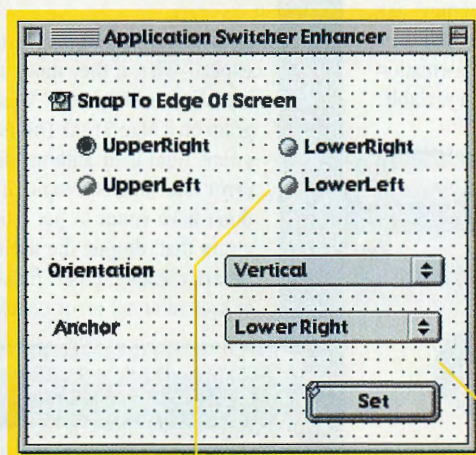 Application Switcher Enhancer
Snap To Edge Of Screen
UpperRight LowerRight
UpperLeft LowerLeft
Orientation Vertical
Anchor Lower Right
Set